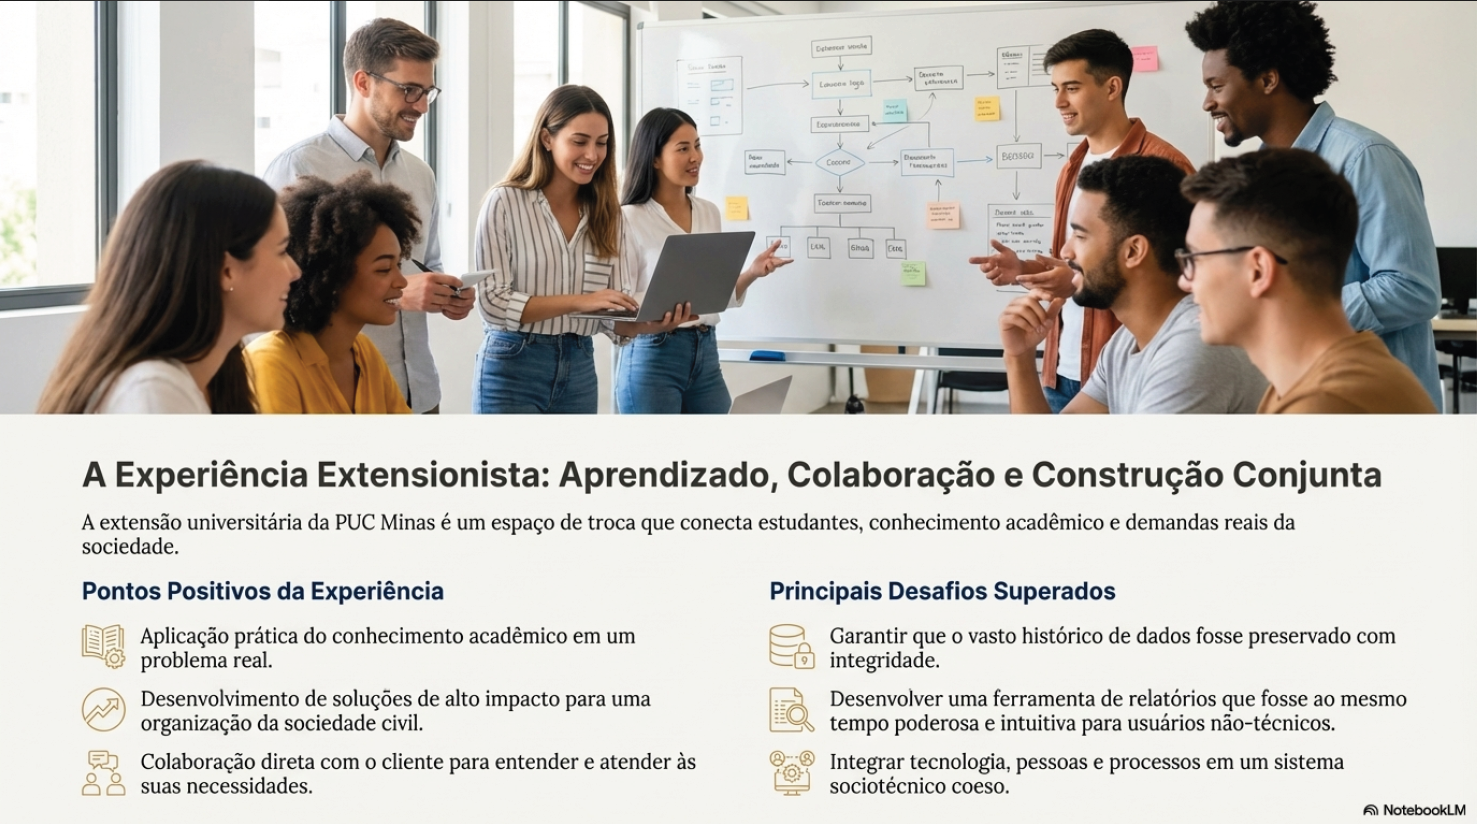 A Experiência Extensionista: Aprendizado, Colaboração e Construção Conjunta
A extensão universitária da PUC Minas é um espaço de troca que conecta estudantes, conhecimento acadêmico e demandas reais da
sociedade.
Pontos Positivos da Experiência
Aplicação prática do conhecimento acadêmico em um
problema real.
Desenvolvimento de soluções de alto impacto para uma
organização da sociedade civil.
Colaboração direta com o cliente para entender e atender às
suas necessidades.
Principais Desafios Superados
Garantir que o vasto histórico de dados fosse preservado com
integridade.
Desenvolver uma ferramenta de relatórios que fosse ao mesmo
tempo poderosa e intuitiva para usuários não-técnicos.
Integrar tecnologia, pessoas e processos em um sistema
sociotécnico coeso.
NotebookLM